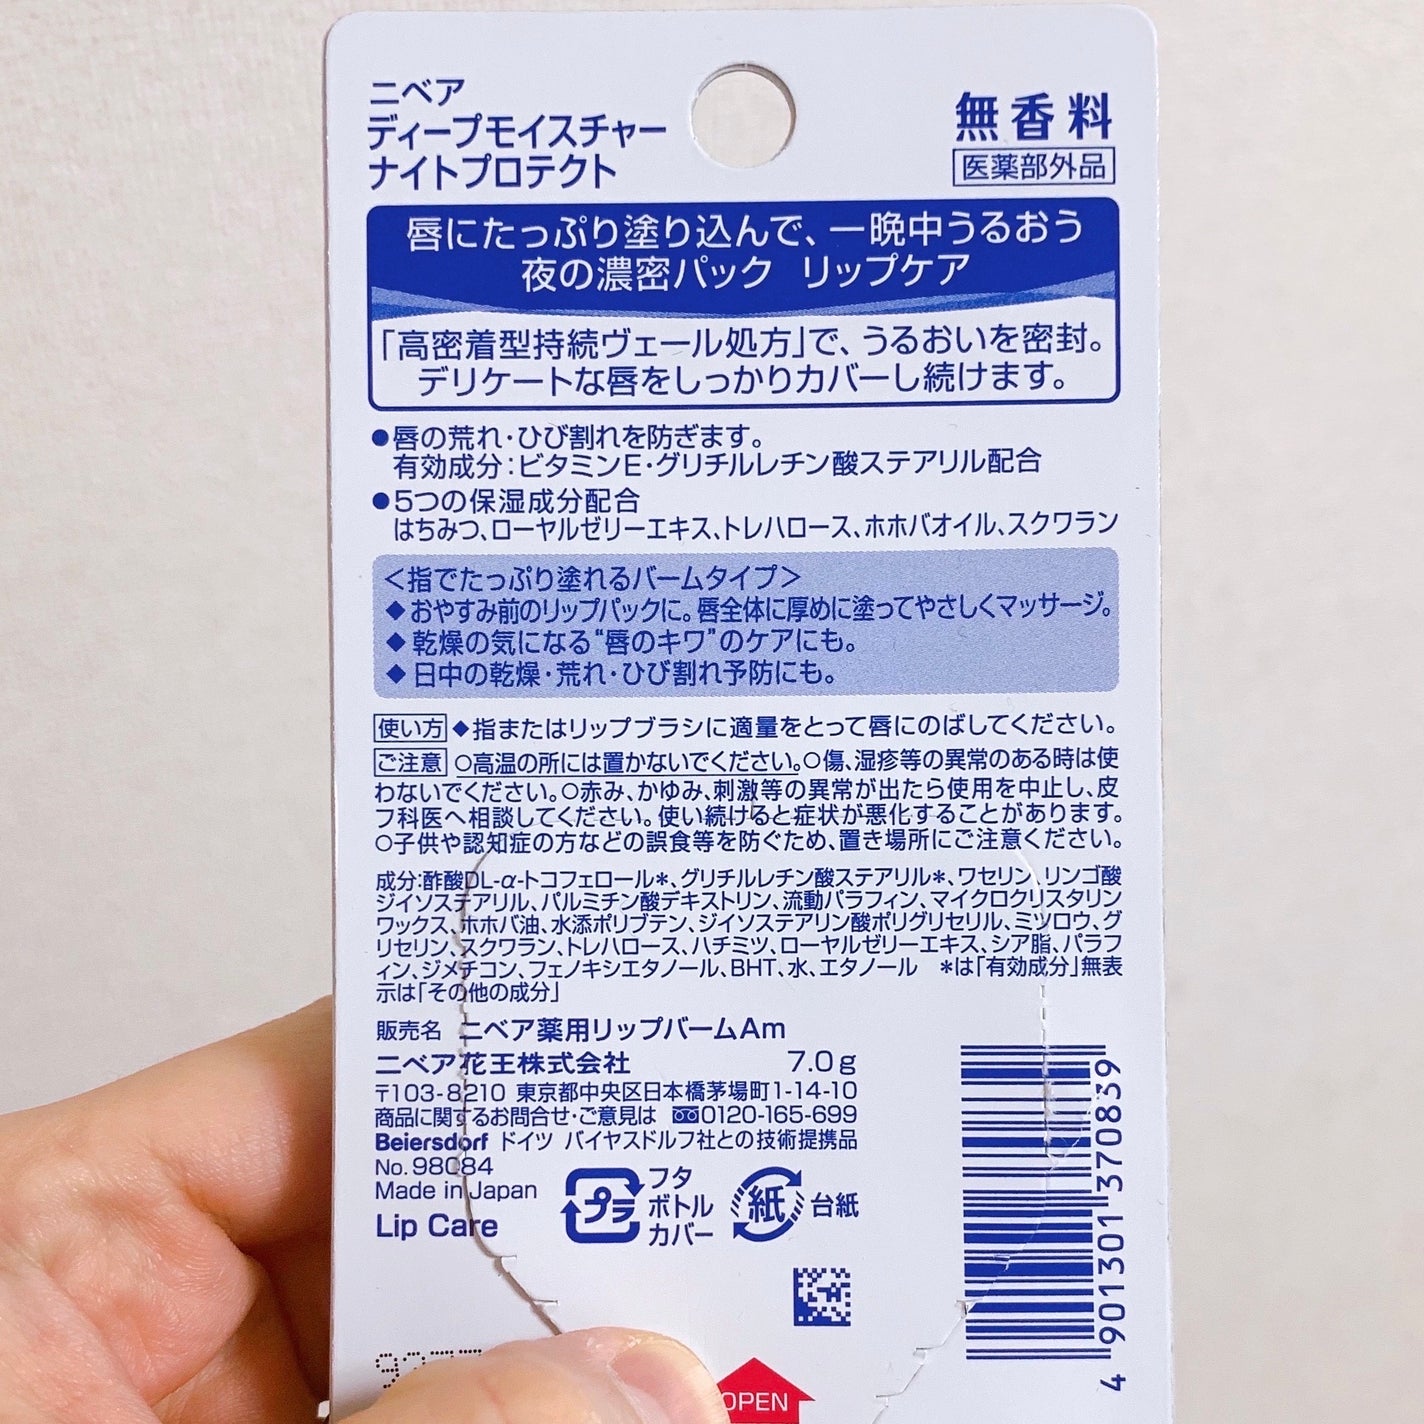 ニベア
ディープモイスチャー
ナイトプロテクト
無香料
医薬部外品
唇にたっぷり塗り込んで、一晩中うるおう
夜の濃密パック リップケア
「高密着型持続ヴェール処方」で、うるおいを密封。
デリケートな唇をしっかりカバーし続けます。
●唇の荒れ・ひび割れを防ぎます。
有効成分：ビタミンE・グリチルレチン酸ステアリル配合
●5つの保湿成分配合
はちみつ、ローヤルゼリーエキス、トレハロース、ホホバオイル、スクワラン
＜指でたっぷり塗れるバームタイプ＞
◆おやすみ前のリップパックに。唇全体に厚めに塗ってやさしくマッサージ。
◆乾燥の気になる“唇のキワ”のケアにも。
◆日中の乾燥・荒れ・ひび割れ予防にも。
使い方 ◆指またはリップブラシに適量をとって唇にのばしてください。
ご注意 ○高温の所には置かないでください。○傷、湿疹等の異常のある時は使
わないでください。○赤み、かゆみ、刺激等の異常が出たら使用を中止し、皮
フ科医へ相談してください。使い続けると症状が悪化することがあります。
○子供や認知症の方などの誤食等を防ぐため、置き場所にご注意ください。
成分：酢酸DL-α-トコフェロール＊、グリチルレチン酸ステアリル＊、ワセリン、リンゴ酸
ジイソステアリル、パルミチン酸デキストリン、流動パラフィン、マイクロクリスタリン
ワックス、ホホバ油、水添ポリブテン、ジイソステアリン酸ポリグリセリル、ミツロウ、グ
リセリン、スクワラン、トレハロース、ハチミツ、ローヤルゼリーエキス、シア脂、パラフ
ィン、ジメチコン、フェノキシエタノール、BHT、水、エタノール ＊は「有効成分」無表
示は「その他の成分」
販売名 ニベア薬用リップバームAm
ニベア花王株式会社 7.0g
〒103-8210 東京都中央区日本橋茅場町1-14-10
商品に関するお問合せ・ご意見は 0120-165-699
Beiersdorf ドイツ バイヤスドルフ社との技術提携品
No.98084
Made in Japan
Lip Care
プラ
フタ
ボトル
カバー
紙
台紙
4 901301 370839
OPEN